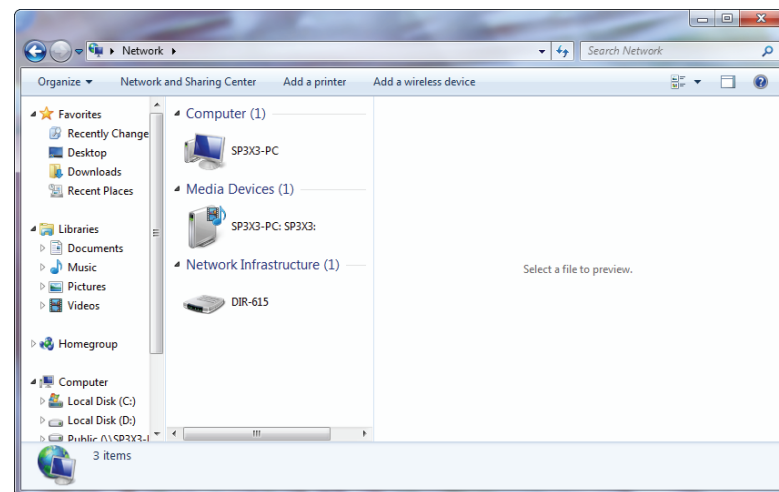 Network
Search Network
Organize Network and Sharing Center Add a printer Add a wireless device
Favorites
Recently Change
Desktop
Downloads
Recent Places
Libraries
Documents
Music
Pictures
Videos
Homegroup
Computer
Local Disk (C:)
Local Disk (D:)
Public (\\SP3X3-
Computer (1)
SP3X3-PC
Media Devices (1)
SP3X3-PC: SP3X3:
Network Infrastructure (1)
DIR-615
Select a file to preview.
3 items